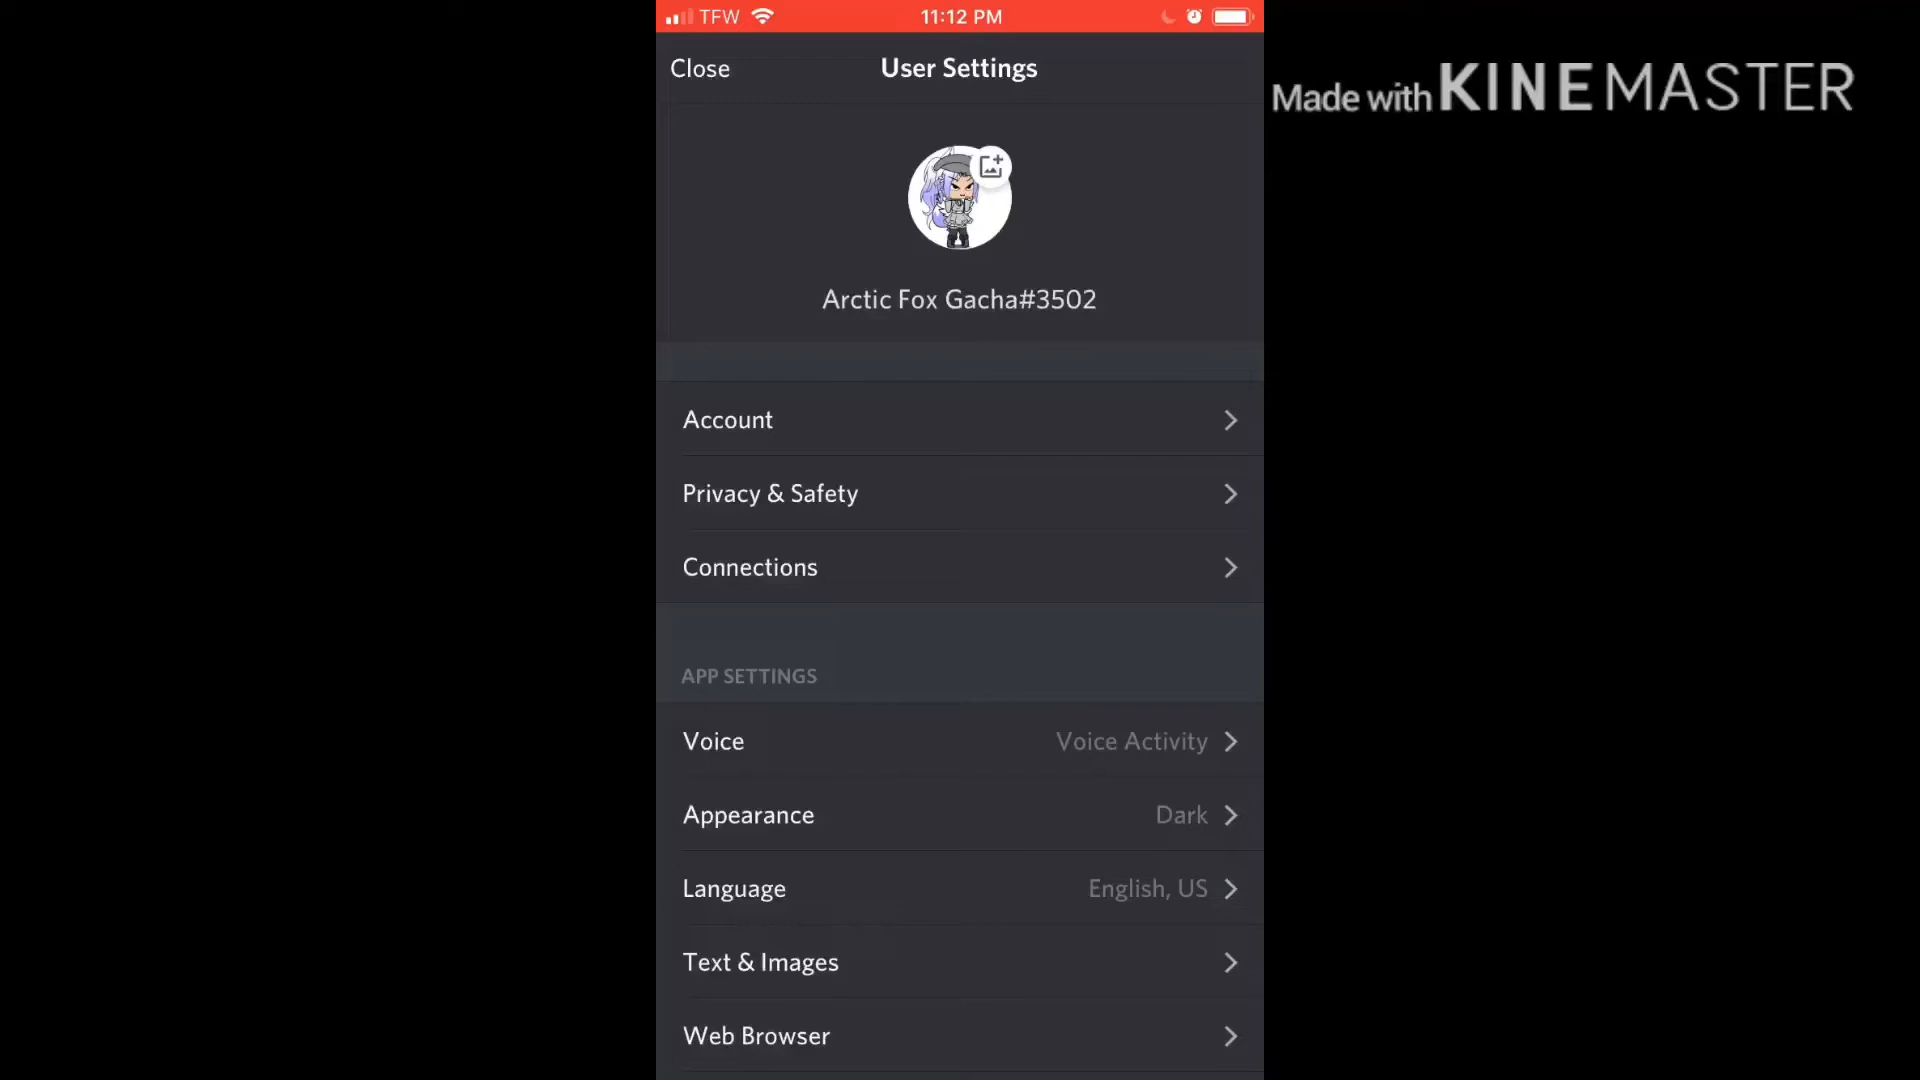 TFW 11:12 PM
Close User Settings
Made with KINEMASTER
Arctic Fox Gacha#3502
Account
Privacy & Safety
Connections
APP SETTINGS
Voice Voice Activity
Appearance Dark
Language English, US
Text & Images
Web Browser